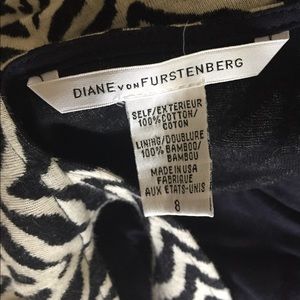 DIANE VON FURSTENBERG
SELF/EXTERIEUR
100% COTTON/
COTON
LINING/DOUBLURE
100% BAMBOO/
BAMBOU
MADE IN USA
FABRIQUE
AUX ETATS-UNIS
8